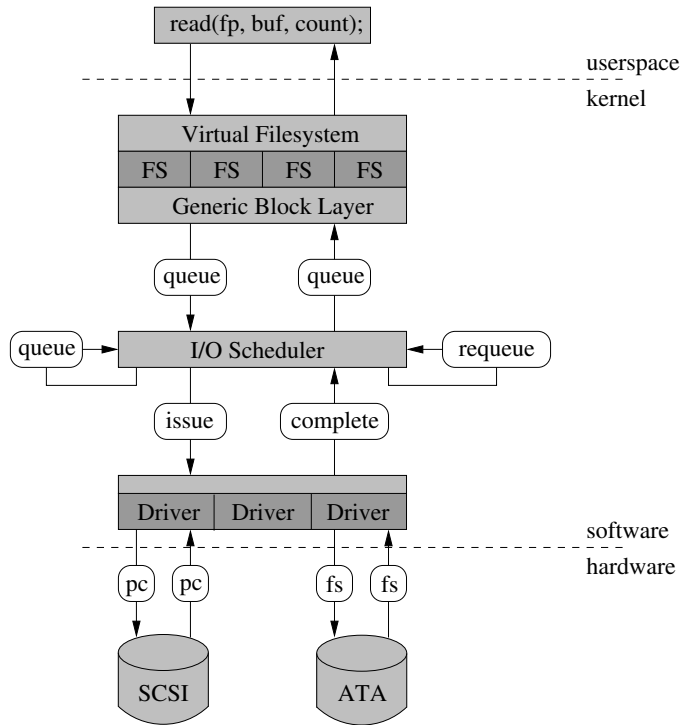 read(fp, buf, count);
userspace
kernel
Virtual Filesystem
FS FS FS FS
Generic Block Layer
queue queue
queue I/O Scheduler requeue
issue complete
Driver Driver Driver
software
hardware
pc pc fs fs
SCSI ATA